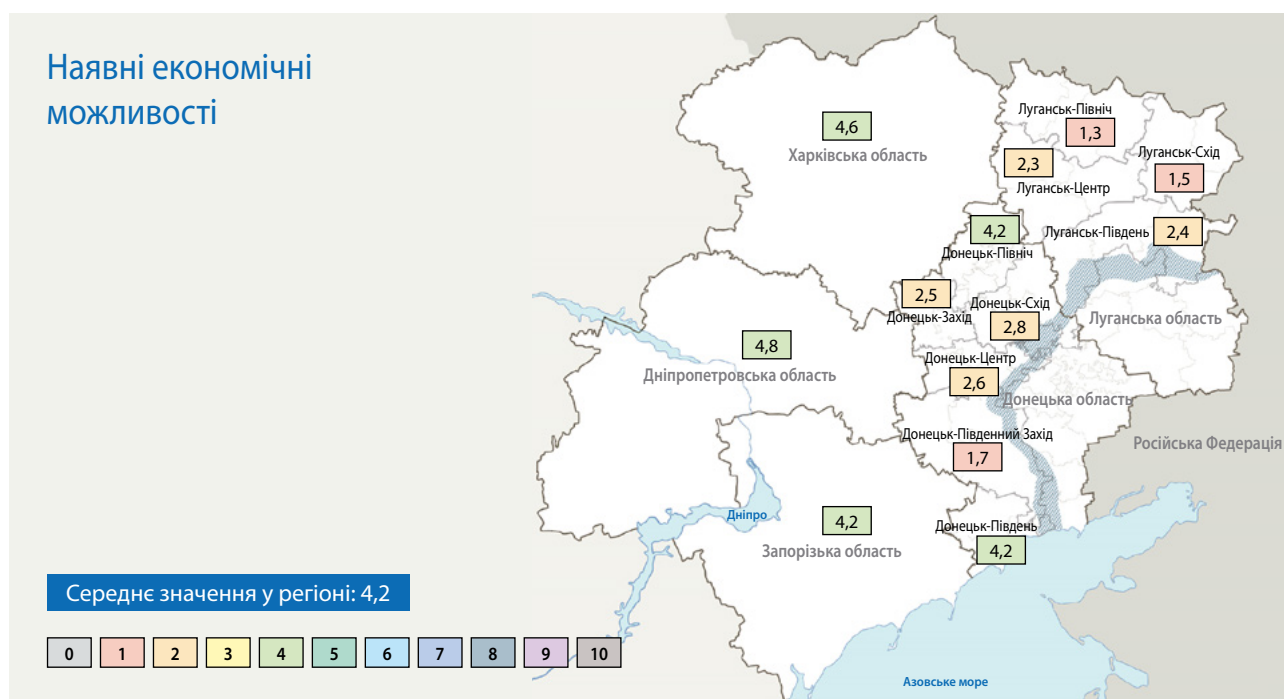 Наявні економічні
можливості
Луганськ-Північ
1,3
4,6
Харківська область
Луганськ-Схід
1,5
2,3
Луганськ-Центр
4,2
Донецьк-Північ
Луганськ-Південь
2,4
2,5
Донецьк-Захід
Донецьк-Схід
2,8
Луганська область
4,8
Дніпропетровська область
Донецьк-Центр
2,6
Донецька область
Донецьк-Південний Захід
1,7
Російська Федерація
Дніпро
4,2
Запорізька область
Донецьк-Південь
4,2
Середнє значення у регіоні: 4,2
0 1 2 3 4 5 6 7 8 9 10
Азовське море